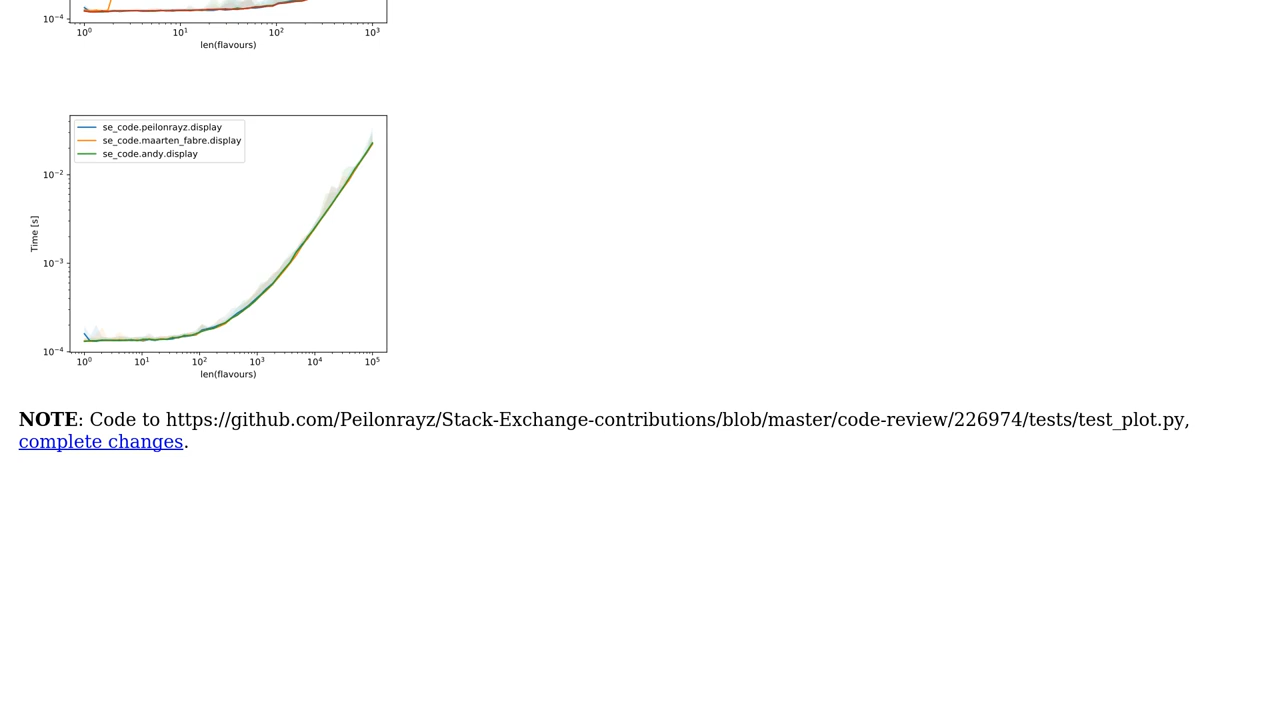 10⁻⁴
10⁰ 10¹ 10² 10³
len(flavours)
se_code.peilonrayz.display
se_code.maarten_fabre.display
se_code.andy.display
10⁻²
Time [s]
10⁻³
10⁻⁴
10⁰ 10¹ 10² 10³ 10⁴ 10⁵
len(flavours)
NOTE: Code to https://github.com/Peilonrayz/Stack-Exchange-contributions/blob/master/code-review/226974/tests/test_plot.py,
complete changes.